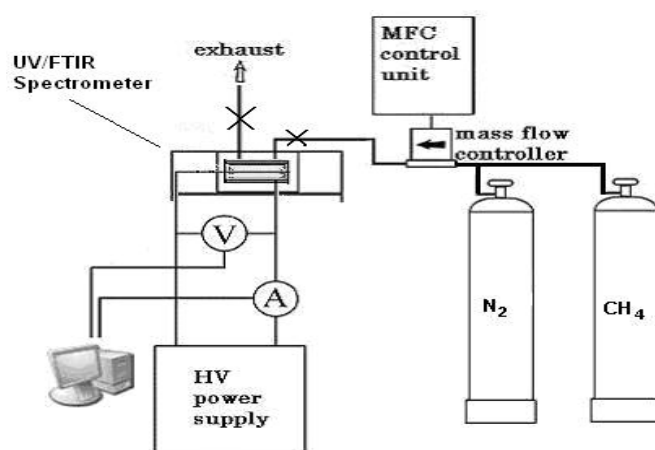 UV/FTIR
Spectrometer
exhaust
MFC
control
unit
mass flow
controller
V
A
N2
CH4
HV
power
supply